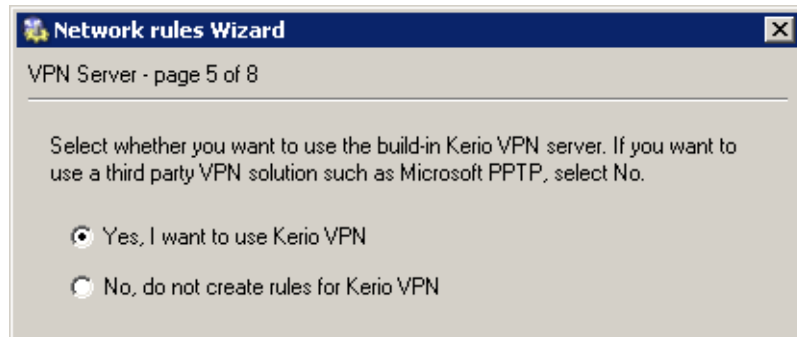 Network rules Wizard
VPN Server - page 5 of 8
Select whether you want to use the build-in Kerio VPN server. If you want to
use a third party VPN solution such as Microsoft PPTP, select No.
Yes, I want to use Kerio VPN
No, do not create rules for Kerio VPN